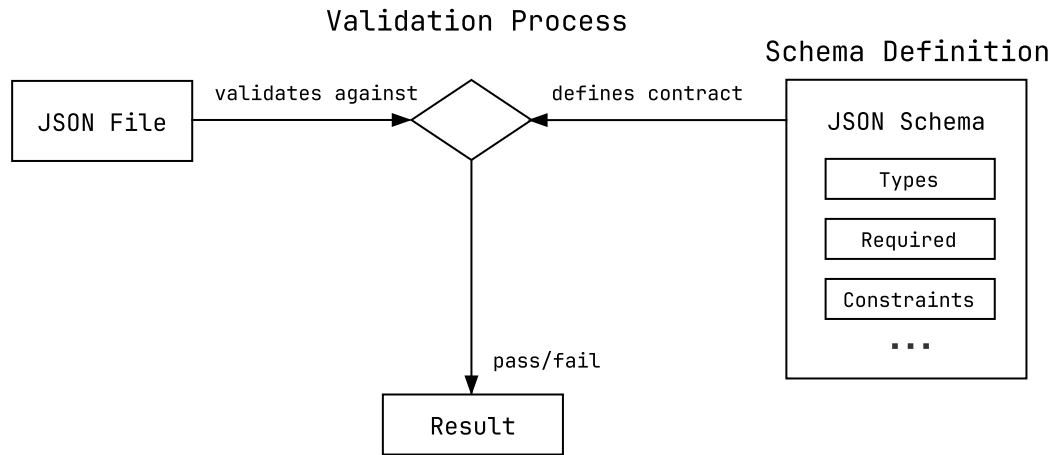 Validation Process
Schema Definition
JSON File
validates against
defines contract
JSON Schema
Types
Required
Constraints
...
pass/fail
Result